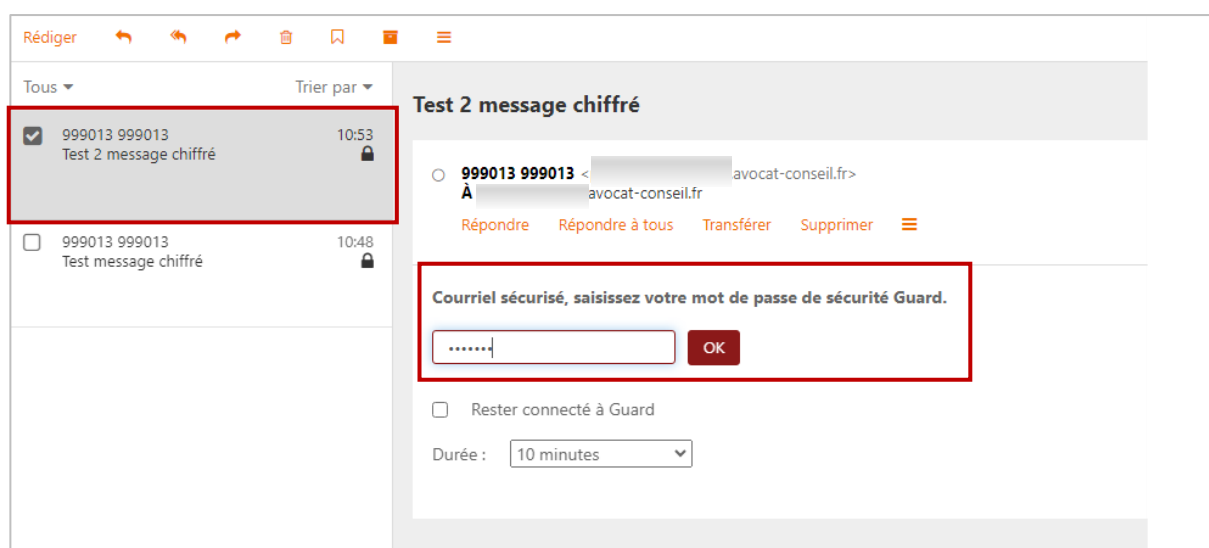 Rédiger
Tous
Trier par
999013 999013 10:53
Test 2 message chiffré
999013 999013 10:48
Test message chiffré
Test 2 message chiffré
999013 999013 < avocat-conseil.fr>
À avocat-conseil.fr
Répondre Répondre à tous Transférer Supprimer
Courriel sécurisé, saisissez votre mot de passe de sécurité Guard.
OK
Rester connecté à Guard
Durée : 10 minutes